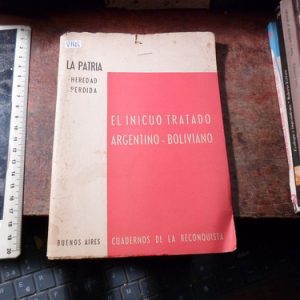 LA PATRIA
HEREDAD
PERDIDA
EL INICUO TRATADO
ARGENTINO - BOLIVIANO
BUENOS AIRES
CUADERNOS DE LA RECONQUISTA